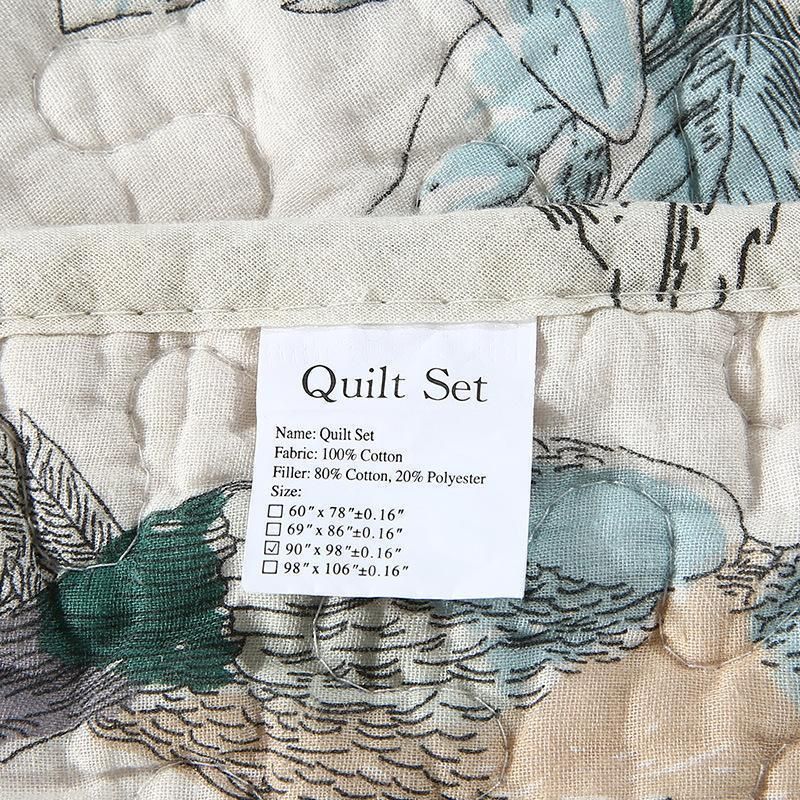 Quilt Set
Name: Quilt Set
Fabric: 100% Cotton
Filler: 80% Cotton, 20% Polyester
Size:
☐ 60″ x 78″±0.16″
☐ 69″ x 86″±0.16″
☑ 90″ x 98″±0.16″
☐ 98″ x 106″±0.16″